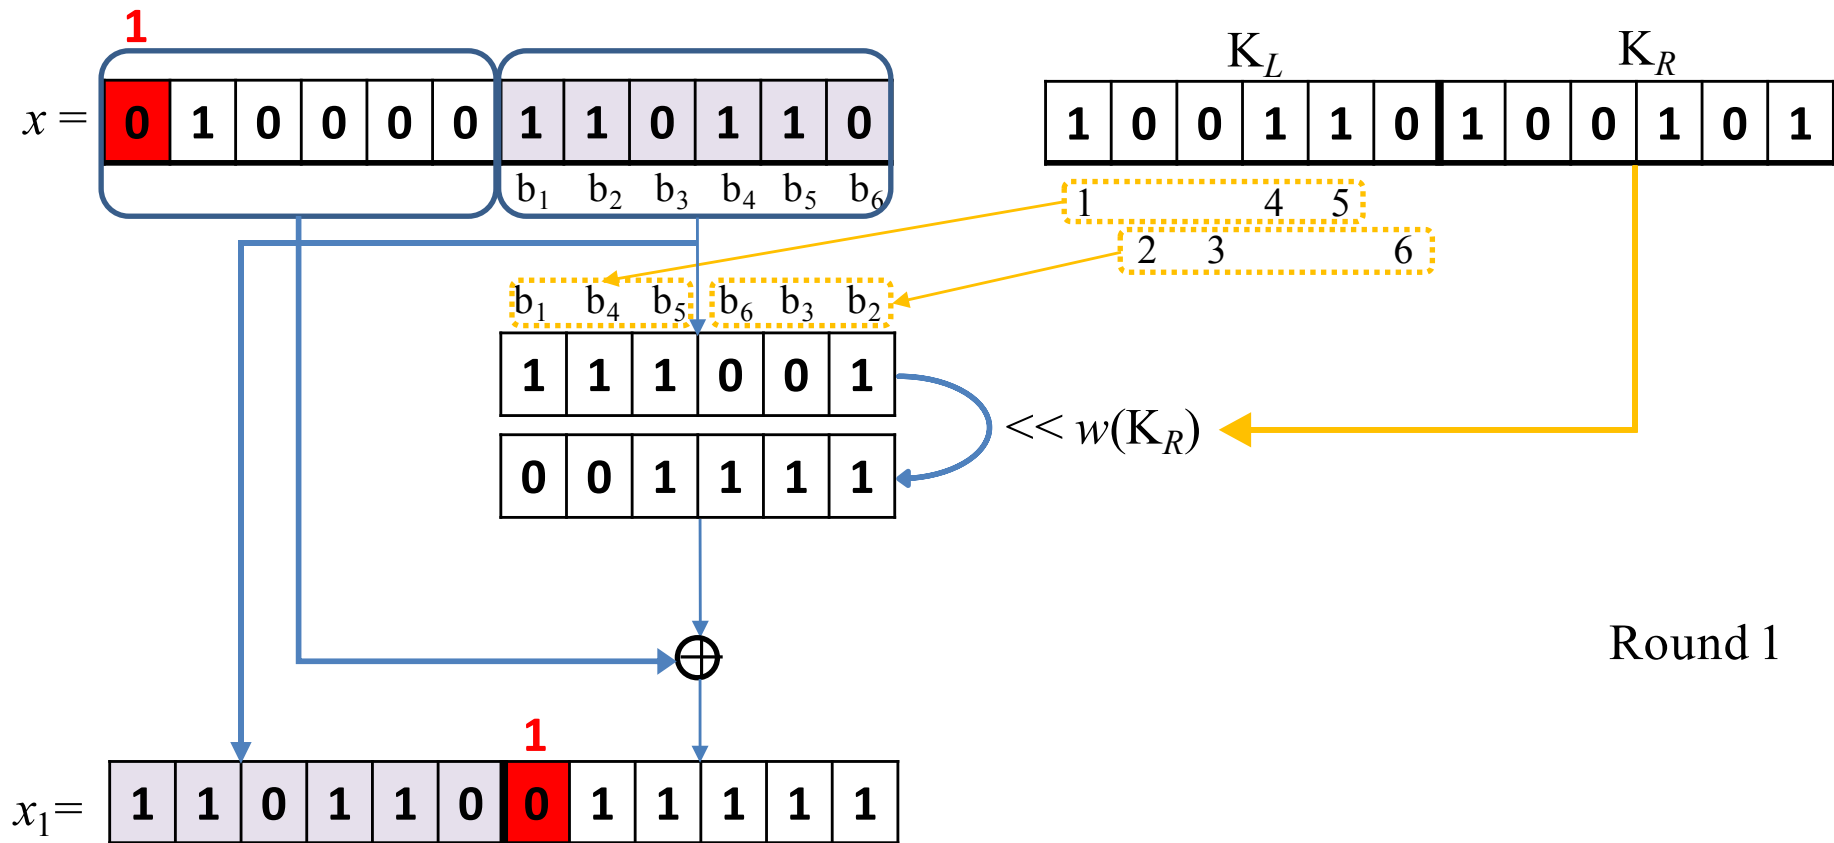 1
K_L K_R
x = 0 1 0 0 0 0 1 1 0 1 1 0
1 0 0 1 1 0 1 0 0 1 0 1
b₁ b₂ b₃ b₄ b₅ b₆
1 4 5
2 3 6
b₁ b₄ b₅ b₆ b₃ b₂
1 1 1 0 0 1
<< w(K_R)
0 0 1 1 1 1
Round 1
1
x₁= 1 1 0 1 1 0 0 1 1 1 1 1